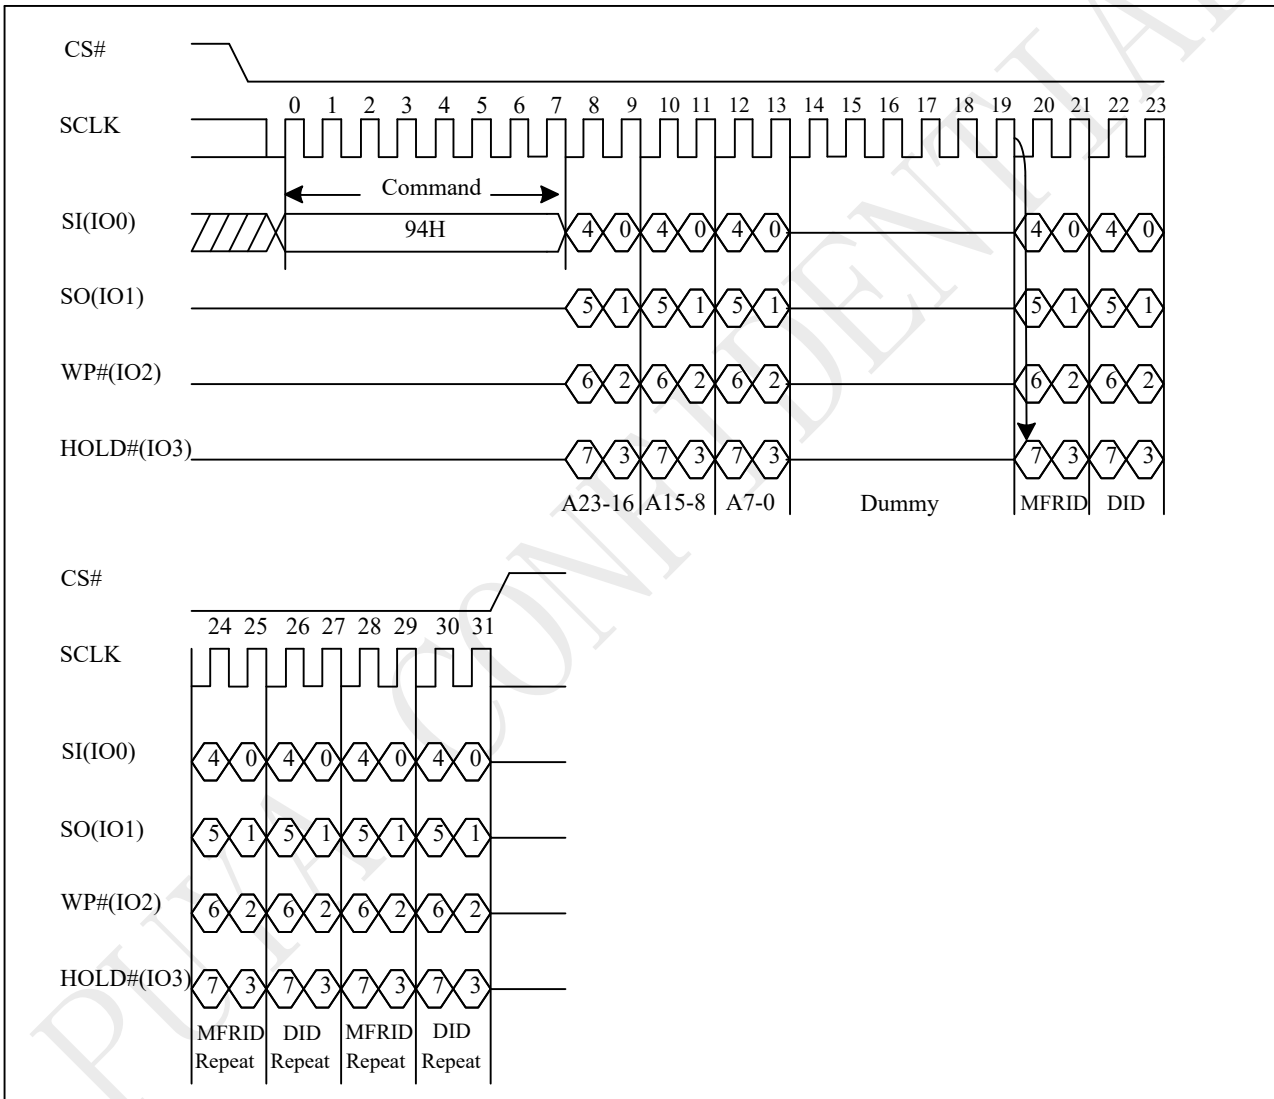 CS#
0 1 2 3 4 5 6 7 8 9 10 11 12 13 14 15 16 17 18 19 20 21 22 23
SCLK
Command
SI(IO0)
94H 4 0 4 0 4 0 4 0 4 0
SO(IO1) 5 1 5 1 5 1 5 1 5 1
WP#(IO2) 6 2 6 2 6 2 6 2 6 2
HOLD#(IO3) 7 3 7 3 7 3 7 3 7 3
A23-16 A15-8 A7-0 Dummy MFRID DID
CS#
24 25 26 27 28 29 30 31
SCLK
SI(IO0) 4 0 4 0 4 0 4 0
SO(IO1) 5 1 5 1 5 1 5 1
WP#(IO2) 6 2 6 2 6 2 6 2
HOLD#(IO3) 7 3 7 3 7 3 7 3
MFRID DID MFRID DID
Repeat Repeat Repeat Repeat
PUYA CONFIDENTIAL